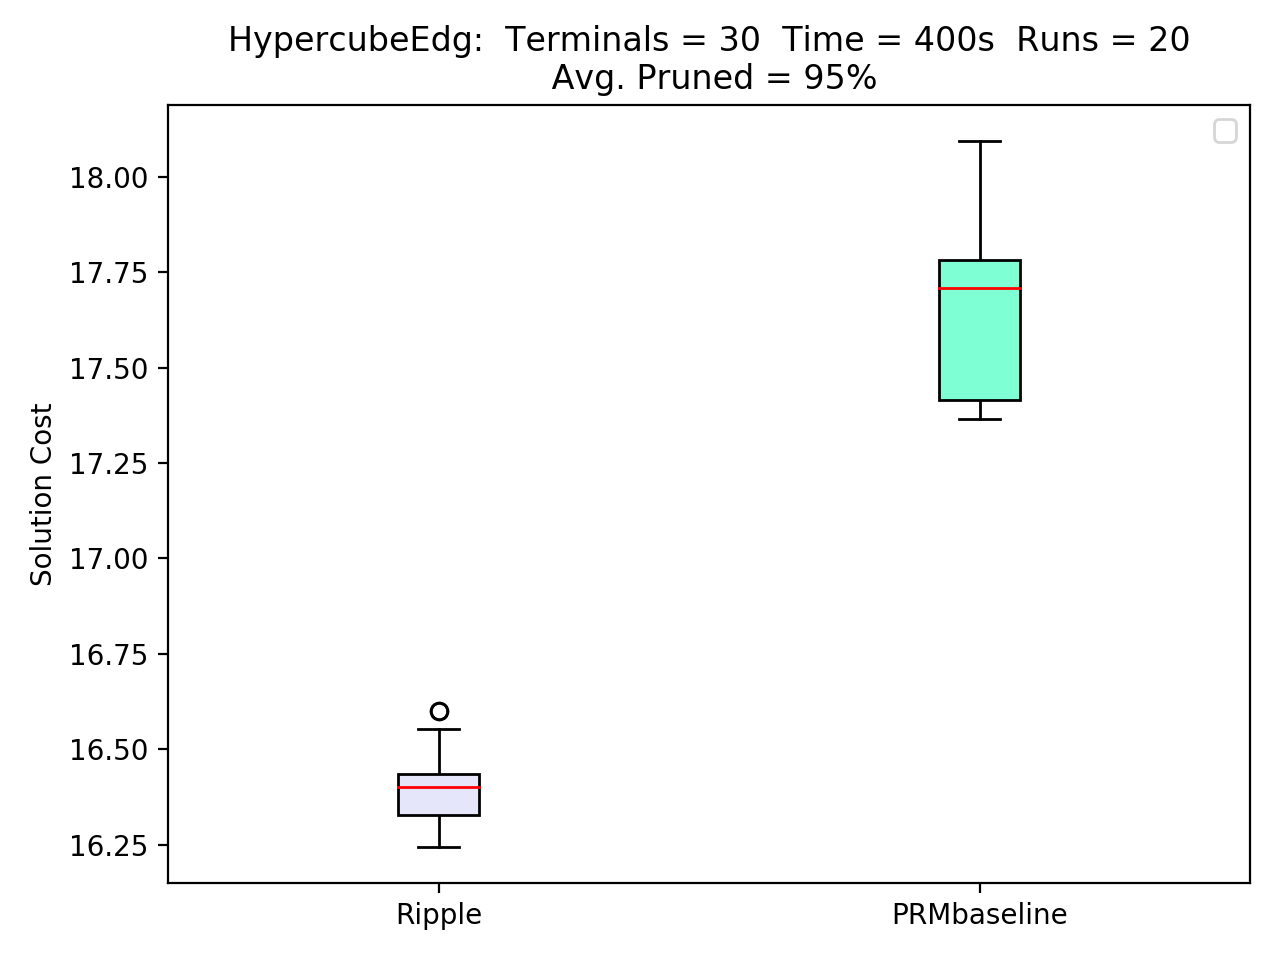 HypercubeEdg:  Terminals = 30  Time = 400s  Runs = 20
Avg. Pruned = 95%
18.00
17.75
17.50
17.25
17.00
16.75
16.50
16.25
Solution Cost
Ripple
PRMbaseline